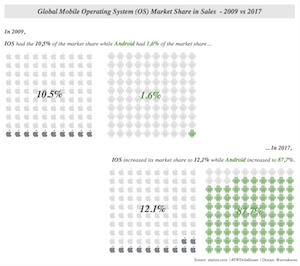 Global Mobile Operating System (OS) Market Share in Sales - 2009 vs 2017
In 2009,
IOS had the 10,5% of the market share while Android had 1,6% of the market share...
10.5%
1.6%
... In 2017,
IOS increased its market share to 12,1% while Android increased to 87,7%.
12.1%